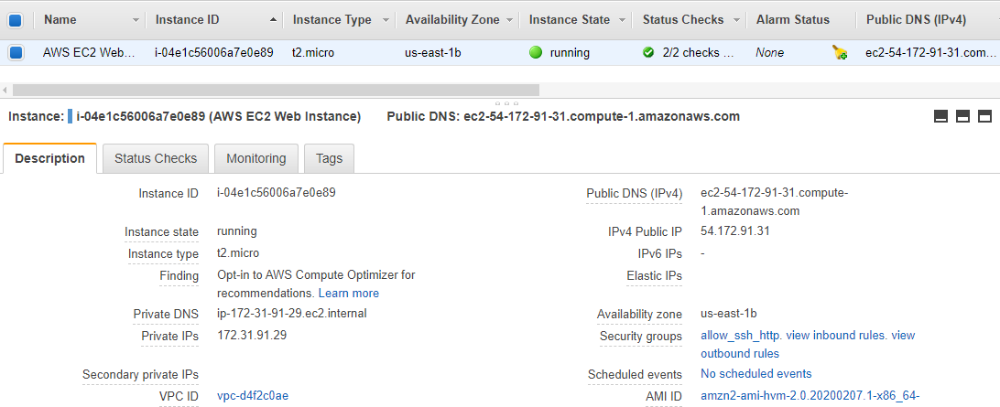 Name Instance ID Instance Type Availability Zone Instance State Status Checks Alarm Status Public DNS (IPv4)
AWS EC2 Web... i-04e1c56006a7e0e89 t2.micro us-east-1b running 2/2 checks ... None ec2-54-172-91-31.com...
Instance: i-04e1c56006a7e0e89 (AWS EC2 Web Instance) Public DNS: ec2-54-172-91-31.compute-1.amazonaws.com
Description Status Checks Monitoring Tags
Instance ID i-04e1c56006a7e0e89 Public DNS (IPv4) ec2-54-172-91-31.compute-
1.amazonaws.com
Instance state running IPv4 Public IP 54.172.91.31
Instance type t2.micro IPv6 IPs -
Finding Opt-in to AWS Compute Optimizer for Elastic IPs
recommendations. Learn more
Private DNS ip-172-31-91-29.ec2.internal Availability zone us-east-1b
Private IPs 172.31.91.29 Security groups allow_ssh_http. view inbound rules. view
outbound rules
Secondary private IPs Scheduled events No scheduled events
VPC ID vpc-d4f2c0ae AMI ID amzn2-ami-hvm-2.0.20200207.1-x86_64-